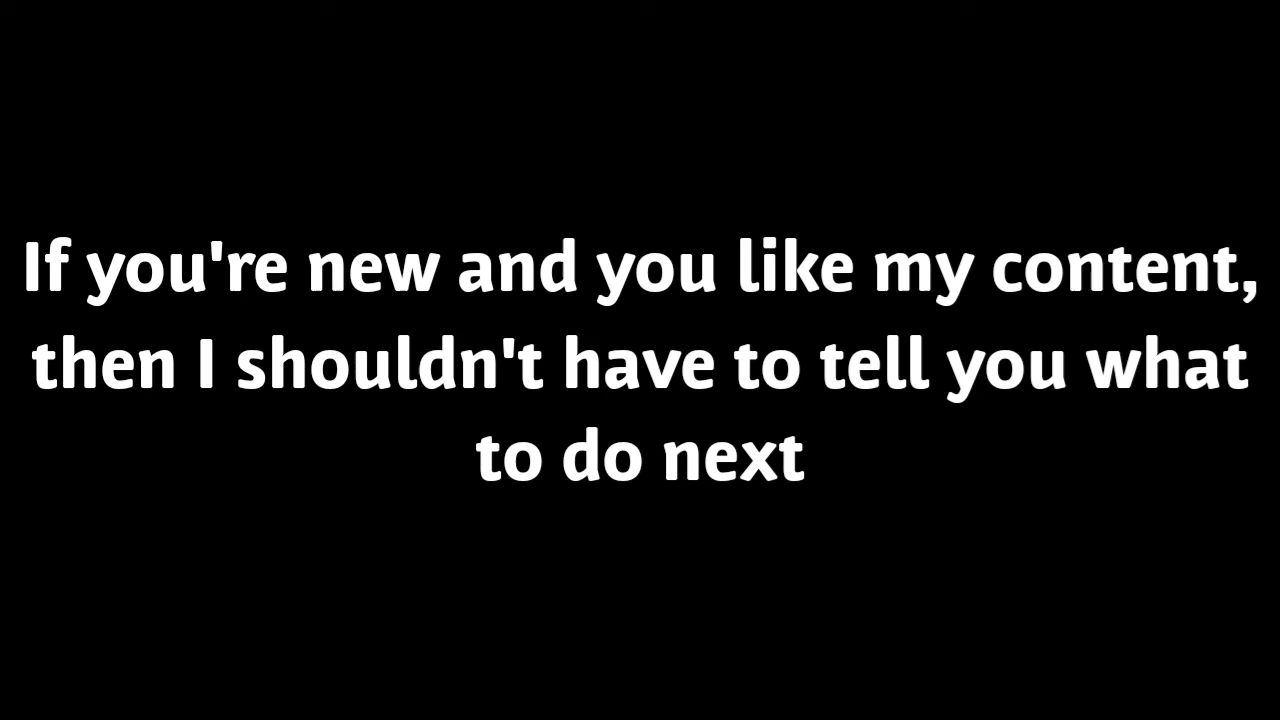 If you're new and you like my content,
then I shouldn't have to tell you what
to do next